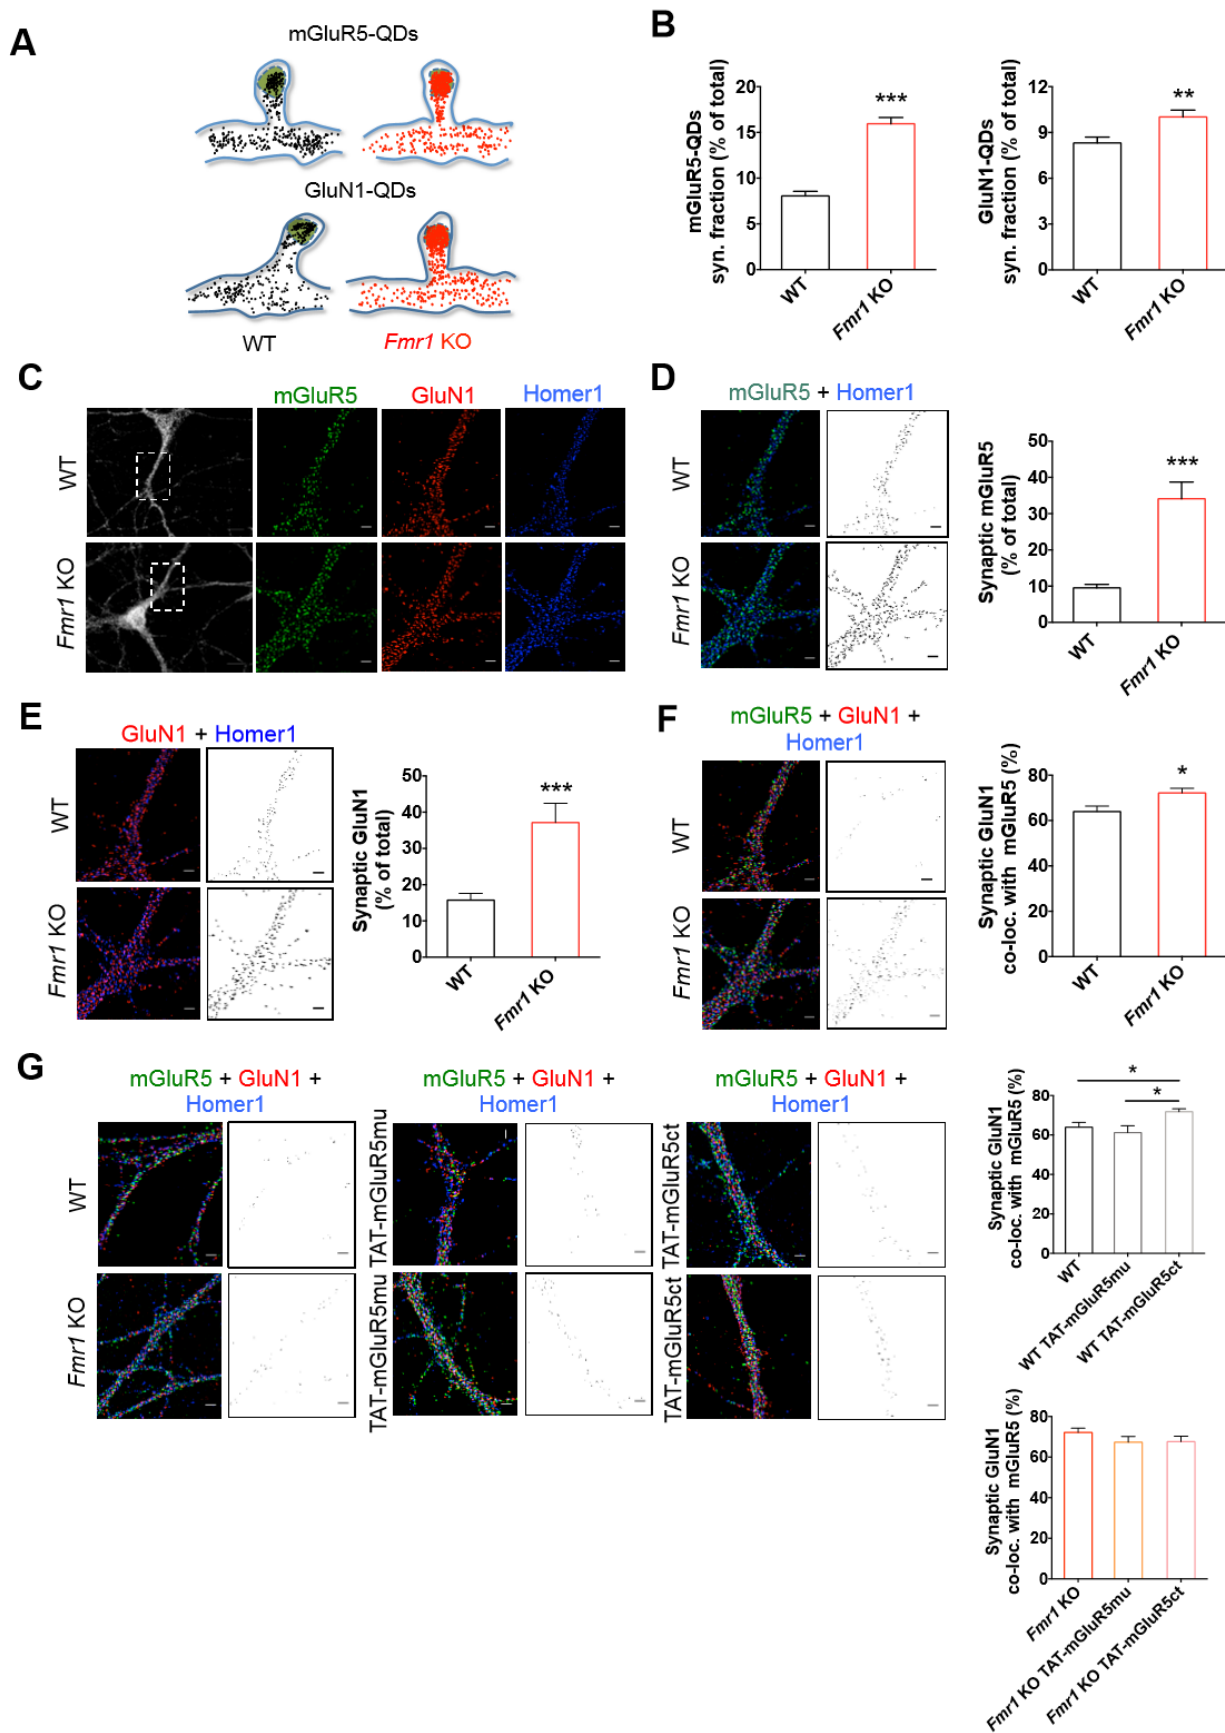 A
mGluR5-QDs
GluN1-QDs
WT
Fmr1 KO
B
mGluR5-QDs
syn. fraction (% of total)
20
15
10
5
0
***
WT
Fmr1 KO
GluN1-QDs
syn. fraction (% of total)
12
9
6
3
0
**
WT
Fmr1 KO
C
mGluR5
GluN1
Homer1
WT
Fmr1 KO
D
mGluR5 + Homer1
WT
Fmr1 KO
Synaptic mGluR5
(% of total)
50
40
30
20
10
0
***
WT
Fmr1 KO
E
GluN1 + Homer1
WT
Fmr1 KO
Synaptic GluN1
(% of total)
50
40
30
20
10
0
***
WT
Fmr1 KO
F
mGluR5 + GluN1 +
Homer1
WT
Fmr1 KO
Synaptic GluN1
co-loc. with mGluR5 (%)
80
60
40
20
0
*
WT
Fmr1 KO
G
mGluR5 + GluN1 +
Homer1
WT
Fmr1 KO
mGluR5 + GluN1 +
Homer1
TAT-mGluR5mu
TAT-mGluR5mu
mGluR5 + GluN1 +
Homer1
TAT-mGluR5ct
TAT-mGluR5ct
Synaptic GluN1
co-loc. with mGluR5 (%)
80
60
40
20
0
*
*
WT
WT TAT-mGluR5mu
WT TAT-mGluR5ct
Synaptic GluN1
co-loc. with mGluR5 (%)
80
60
40
20
0
Fmr1 KO
Fmr1 KO TAT-mGluR5mu
Fmr1 KO TAT-mGluR5ct